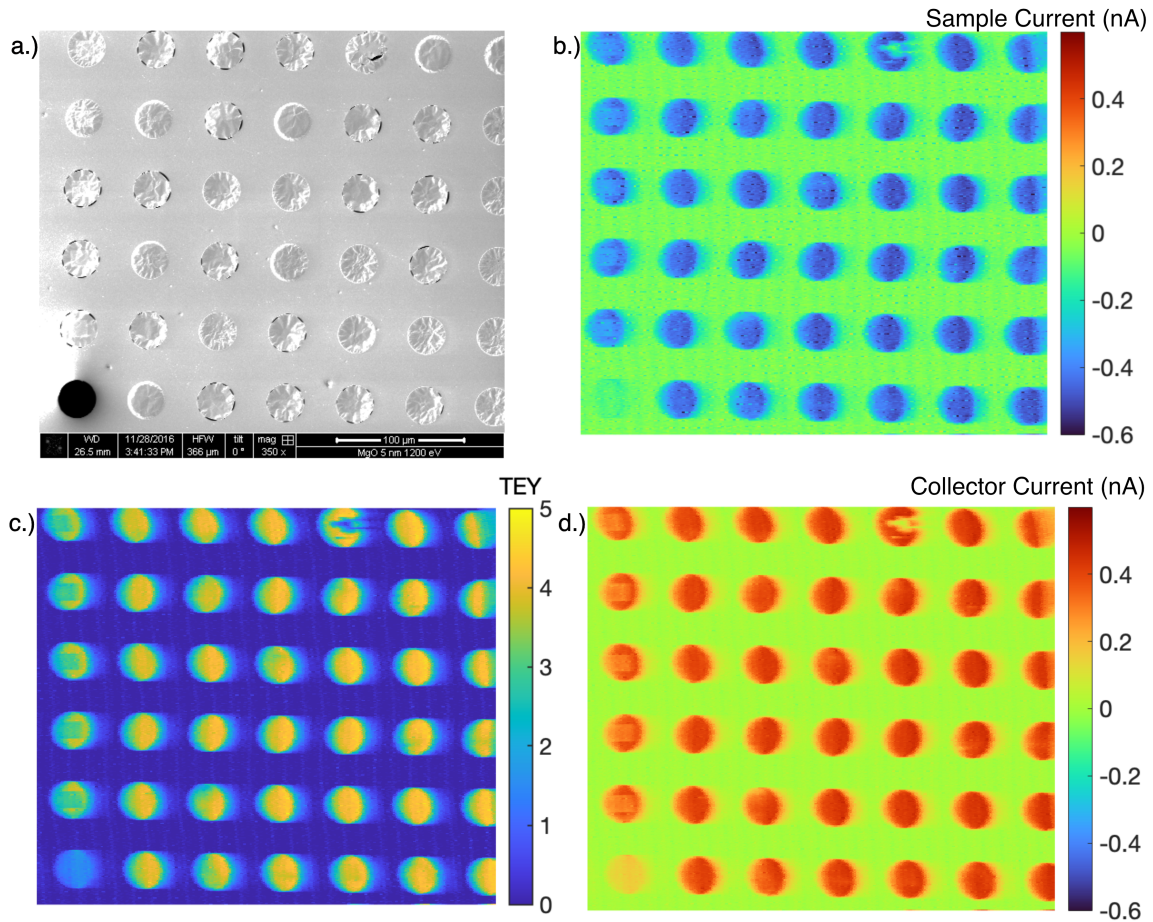 Sample Current (nA)
a.)
b.)
0.4
0.2
0
-0.2
-0.4
-0.6
WD 11/28/2016 HFW tilt mag 100 µm
26.5 mm 3:41:33 PM 366 µm 0 ° 350 x MgO 5 nm 1200 eV
TEY
Collector Current (nA)
c.)
5
4
3
2
1
0
d.)
0.4
0.2
0
-0.2
-0.4
-0.6